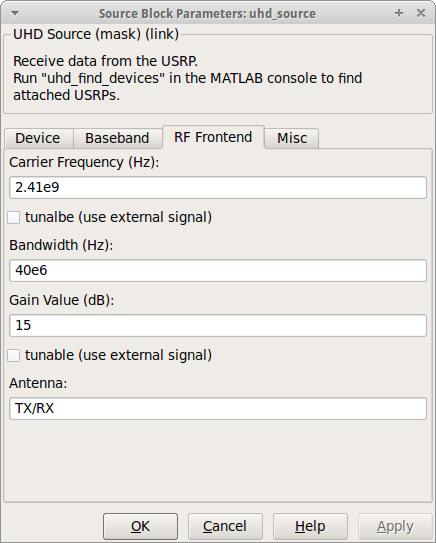 Source Block Parameters: uhd_source
UHD Source (mask) (link)
Receive data from the USRP.
Run "uhd_find_devices" in the MATLAB console to find
attached USRPs.
Device Baseband RF Frontend Misc
Carrier Frequency (Hz):
2.41e9
tunalbe (use external signal)
Bandwidth (Hz):
40e6
Gain Value (dB):
15
tunable (use external signal)
Antenna:
TX/RX
OK Cancel Help Apply